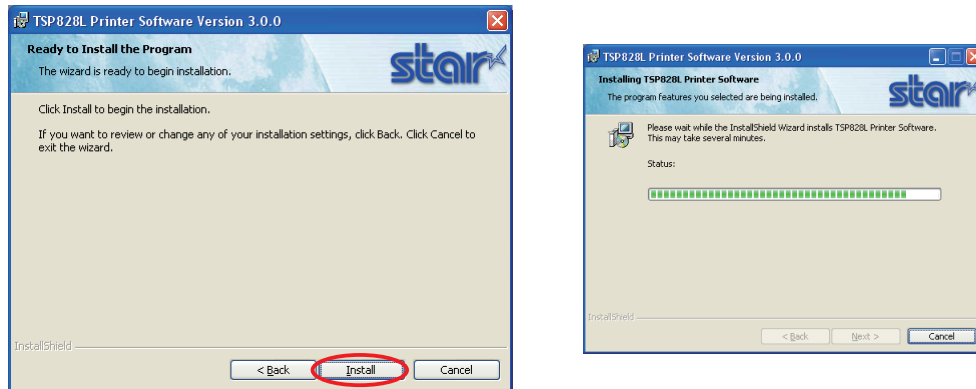 TSP828L Printer Software Version 3.0.0
Ready to Install the Program
The wizard is ready to begin installation.
star
Click Install to begin the installation.
If you want to review or change any of your installation settings, click Back. Click Cancel to
exit the wizard.
InstallShield
< Back
Install
Cancel
TSP828L Printer Software Version 3.0.0
Installing TSP828L Printer Software
The program features you selected are being installed.
star
Please wait while the InstallShield Wizard installs TSP828L Printer Software.
This may take several minutes.
Status:
InstallShield
< Back
Next >
Cancel